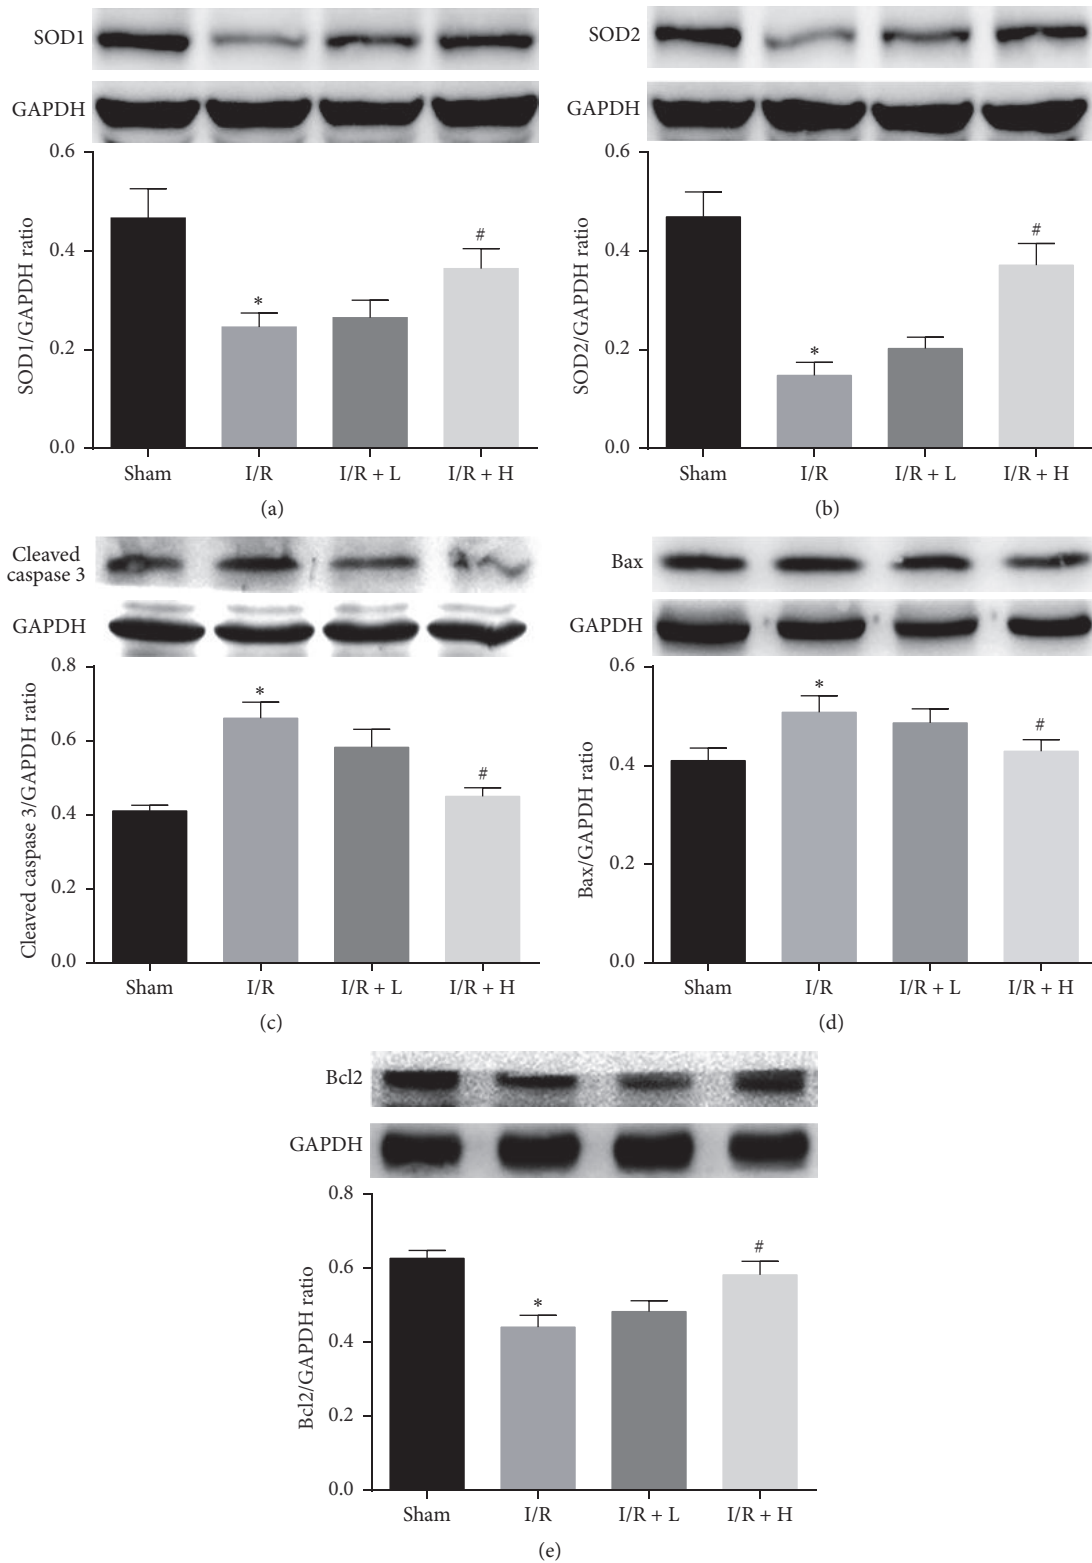 SOD1
GAPDH
0.6
0.4
0.2
0.0
SOD1/GAPDH ratio
*
#
Sham I/R I/R + L I/R + H
(a)
SOD2
GAPDH
0.6
0.4
0.2
0.0
SOD2/GAPDH ratio
*
#
Sham I/R I/R + L I/R + H
(b)
Cleaved
caspase 3
GAPDH
0.8
0.6
0.4
0.2
0.0
Cleaved caspase 3/GAPDH ratio
*
#
Sham I/R I/R + L I/R + H
(c)
Bax
GAPDH
0.6
0.4
0.2
0.0
Bax/GAPDH ratio
*
#
Sham I/R I/R + L I/R + H
(d)
Bcl2
GAPDH
0.8
0.6
0.4
0.2
0.0
Bcl2/GAPDH ratio
*
#
Sham I/R I/R + L I/R + H
(e)